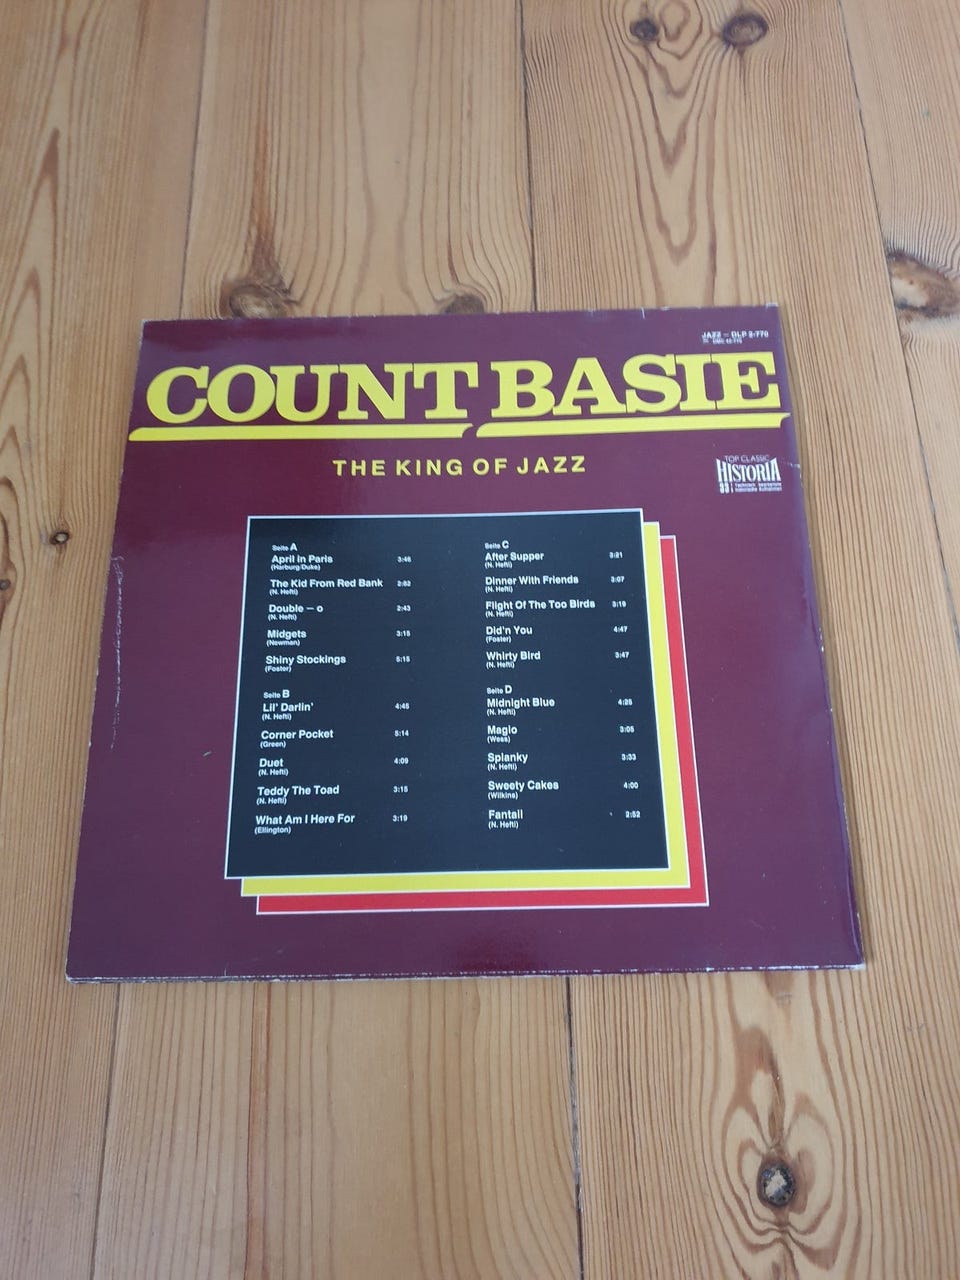 JAZZ — DLP 2-770
COUNT BASIE
THE KING OF JAZZ
TOP CLASSIC
HISTORIA
Seite A
April in Paris 3:46
(Harburg/Duke)
The Kid From Red Bank
(N. Hefti)
Double — o 2:43
(N. Hefti)
Midgets 3:15
(Newman)
Shiny Stockings 5:15
(Foster)
Seite B
Lil' Darlin' 4:45
(N. Hefti)
Corner Pocket 5:14
(Green)
Duet 4:09
(N. Hefti)
Teddy The Toad 3:15
(N. Hefti)
What Am I Here For 3:19
(Ellington)
Seite C
After Supper 3:21
(N. Hefti)
Dinner With Friends 3:07
(N. Hefti)
Flight Of The Too Birds 3:19
(N. Hefti)
Did'n You 4:47
(Foster)
Whirty Bird 3:47
(N. Hefti)
Seite D
Midnight Blue 4:25
(N. Hefti)
Magio 3:05
(Wess)
Splanky 3:33
(N. Hefti)
Sweety Cakes 4:00
(Wilkins)
Fantail 2:52
(N. Hefti)